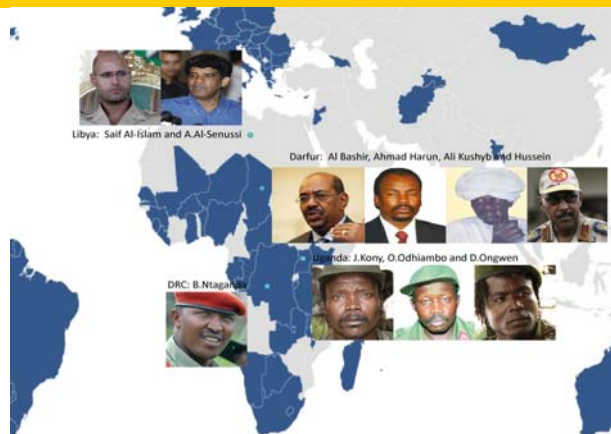 Libya: Saif Al-Islam and A.Al-Senussi
Darfur: Al Bashir, Ahmad Harun, Ali Kushyb and Hussein
Uganda: J.Kony, O.Odhiambo and D.Ongwen
DRC: B.Ntaganda